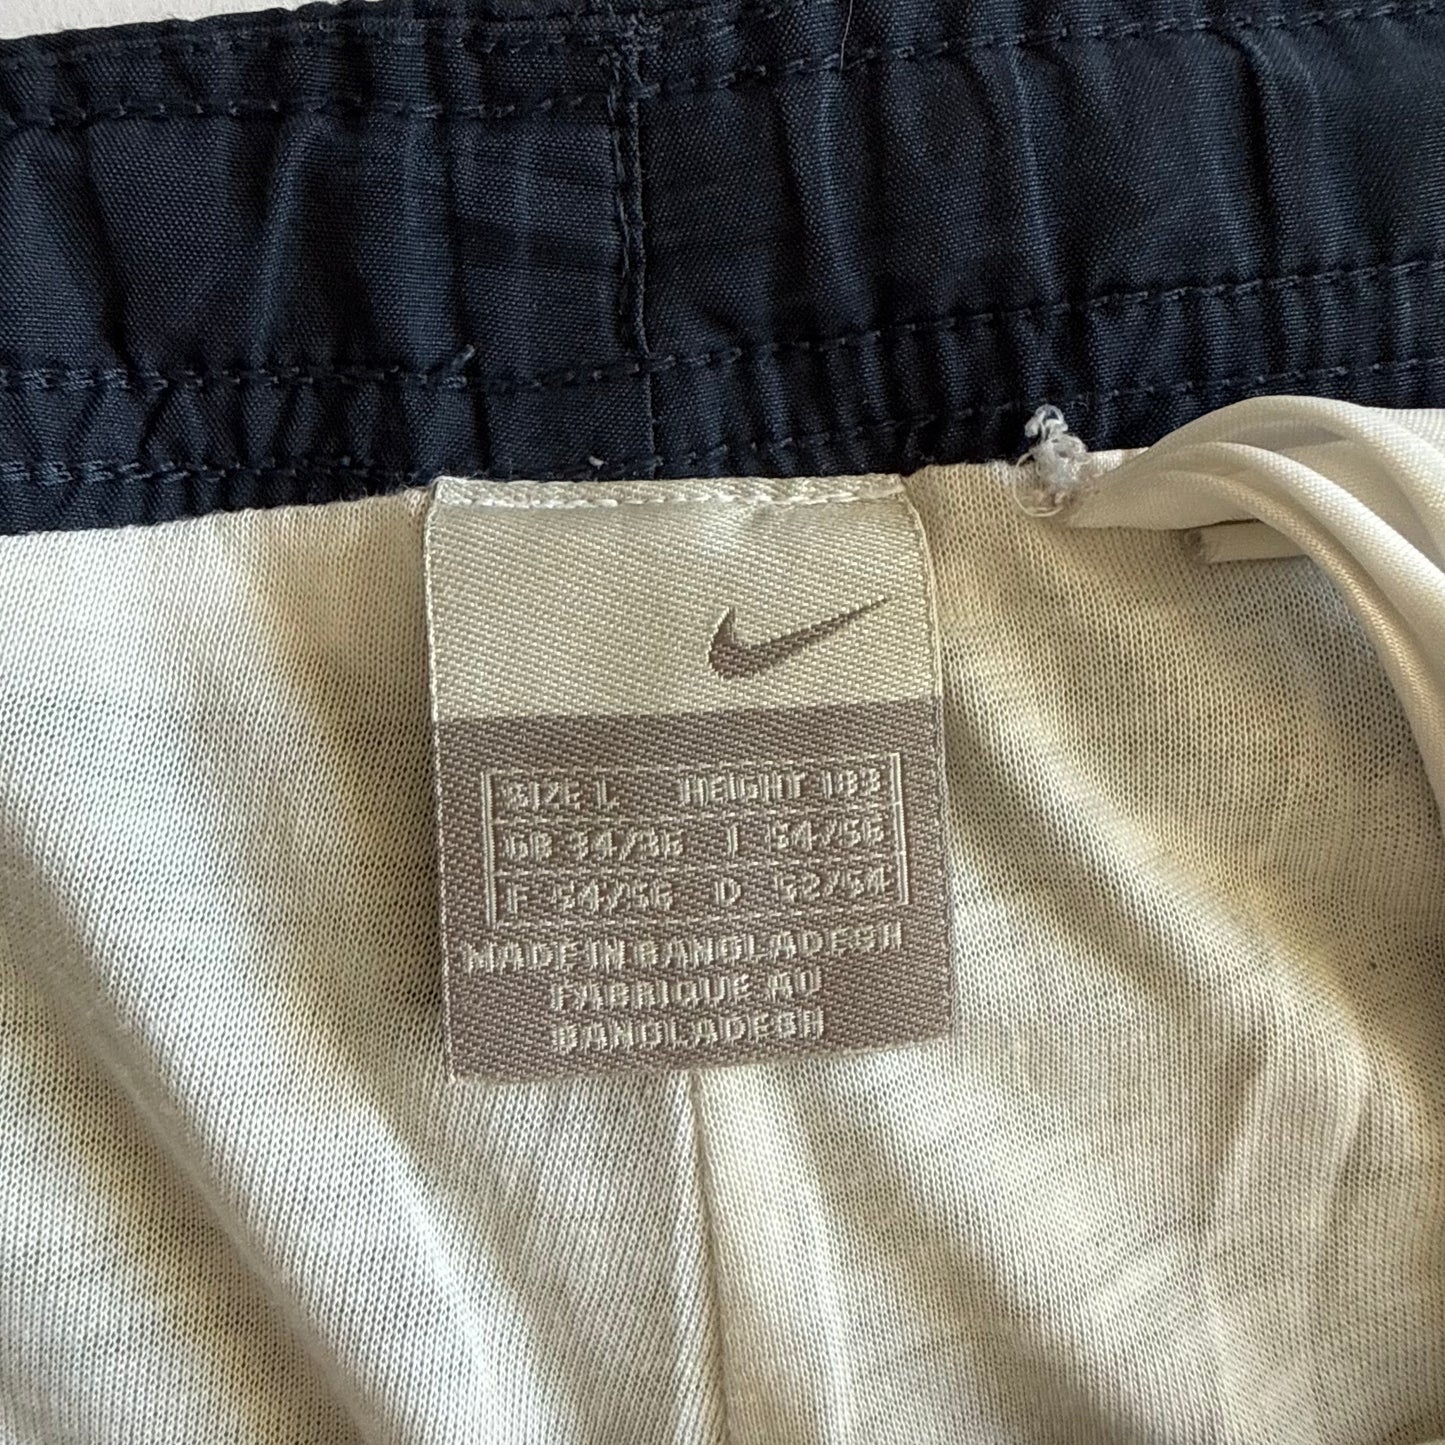 SIZE L HEIGHT 183
GB 34/36 I 54/56
F 54/56 D 52/54
MADE IN BANGLADESH
FABRIQUE AU
BANGLADESH